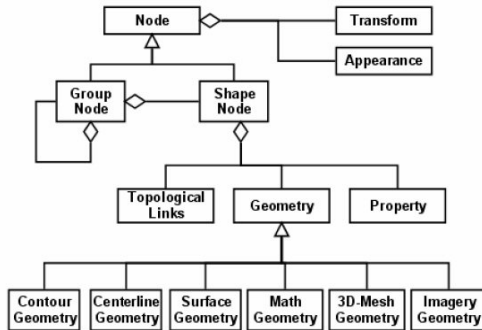 Node
Transform
Appearance
Group
Node
Shape
Node
Topological
Links
Geometry
Property
Contour
Geometry
Centerline
Geometry
Surface
Geometry
Math
Geometry
3D-Mesh
Geometry
Imagery
Geometry